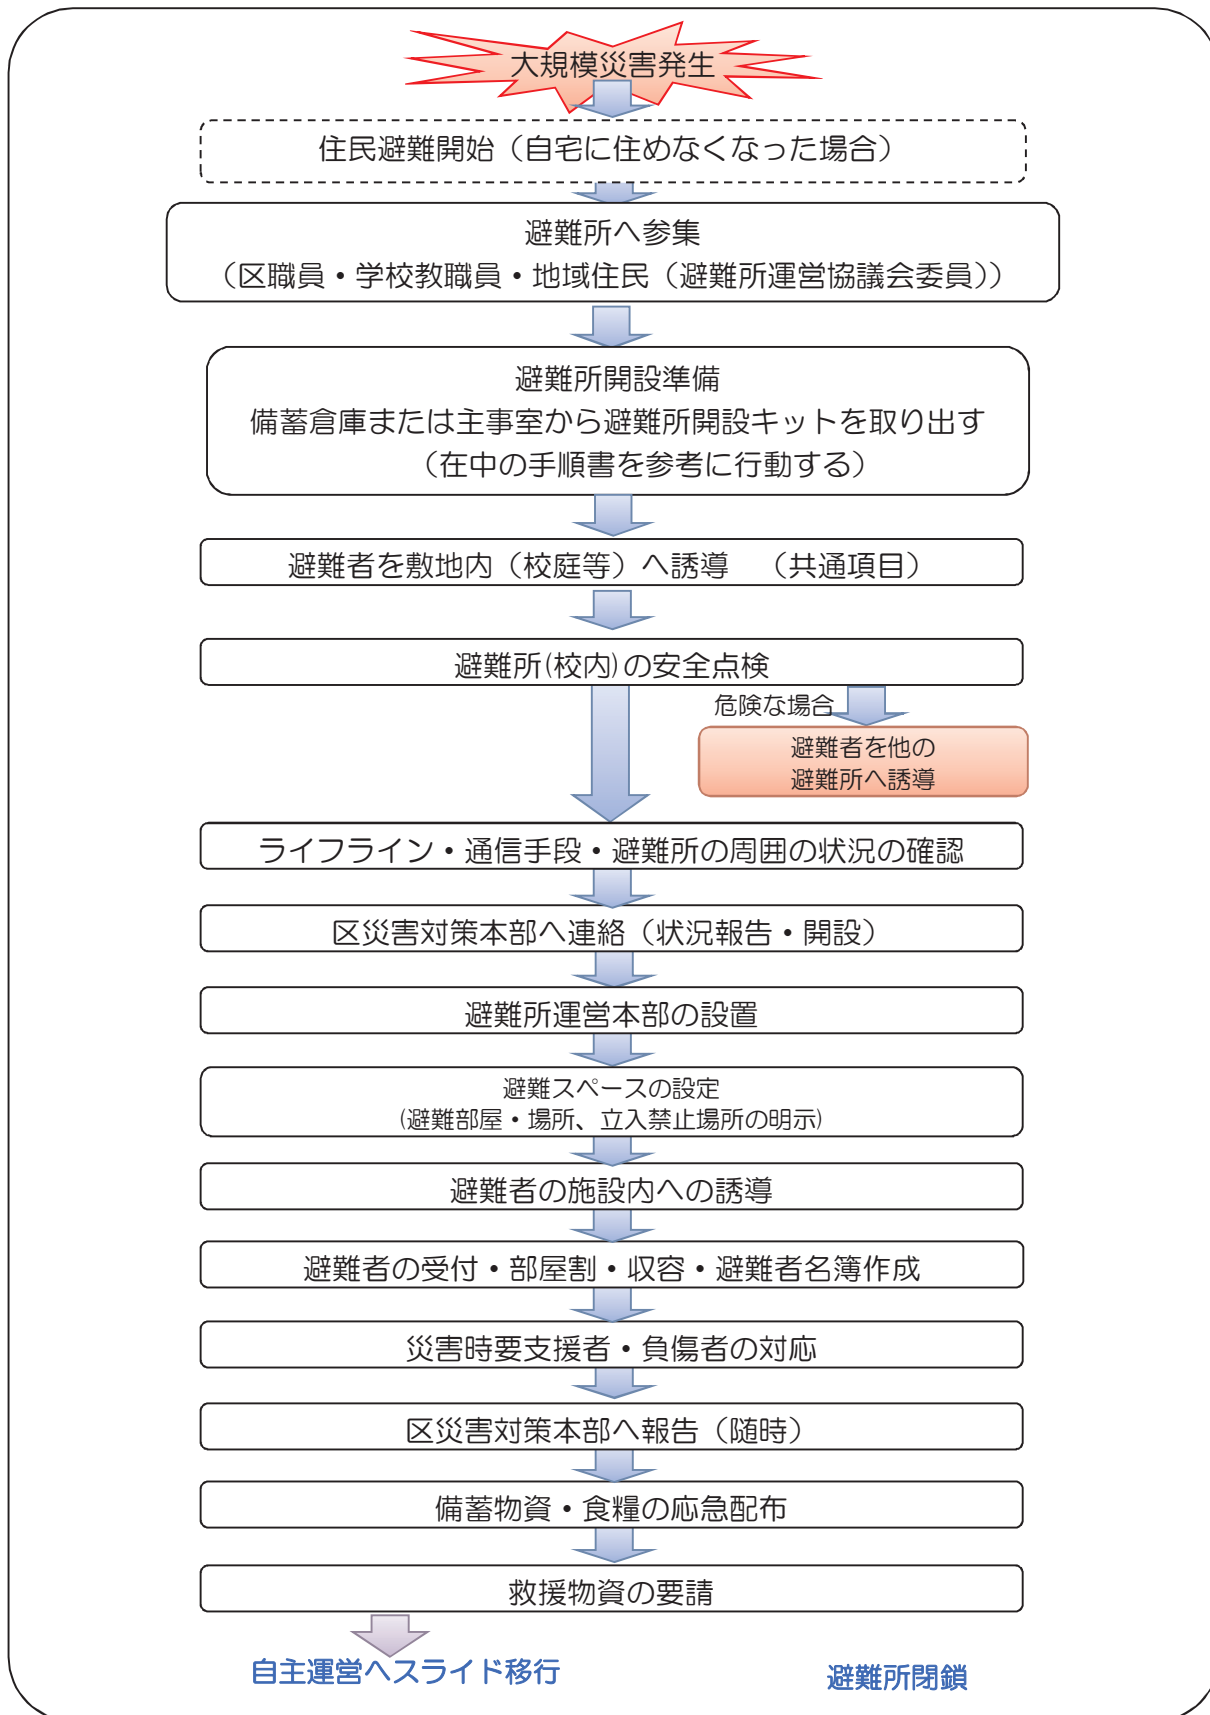 大規模災害発生
住民避難開始（自宅に住めなくなった場合）
避難所へ参集
（区職員・学校教職員・地域住民（避難所運営協議会委員））
避難所開設準備
備蓄倉庫または主事室から避難所開設キットを取り出す
（在中の手順書を参考に行動する）
避難者を敷地内（校庭等）へ誘導　（共通項目）
避難所(校内)の安全点検
危険な場合
避難者を他の
避難所へ誘導
ライフライン・通信手段・避難所の周囲の状況の確認
区災害対策本部へ連絡（状況報告・開設）
避難所運営本部の設置
避難スペースの設定
(避難部屋・場所、立入禁止場所の明示)
避難者の施設内への誘導
避難者の受付・部屋割・収容・避難者名簿作成
災害時要支援者・負傷者の対応
区災害対策本部へ報告（随時）
備蓄物資・食糧の応急配布
救援物資の要請
自主運営へスライド移行
避難所閉鎖